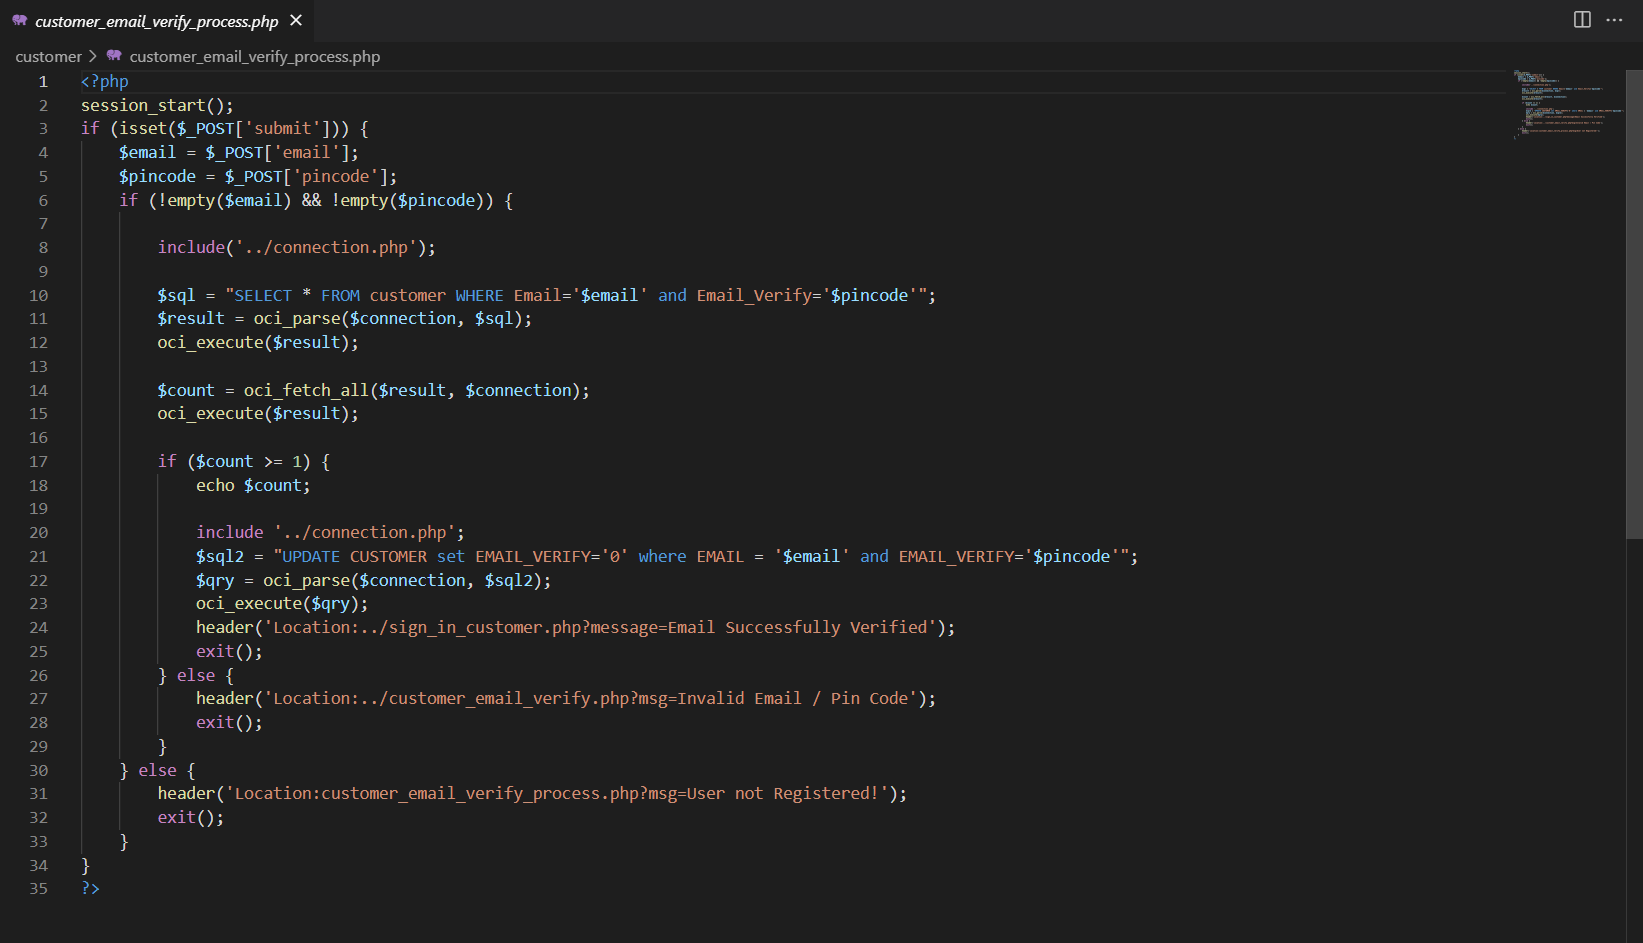 customer_email_verify_process.php
customer > customer_email_verify_process.php
1 <?php
2 session_start();
3 if (isset($_POST['submit'])) {
4 $email = $_POST['email'];
5 $pincode = $_POST['pincode'];
6 if (!empty($email) && !empty($pincode)) {
7
8 include('../connection.php');
9
10 $sql = "SELECT * FROM customer WHERE Email='$email' and Email_Verify='$pincode'";
11 $result = oci_parse($connection, $sql);
12 oci_execute($result);
13
14 $count = oci_fetch_all($result, $connection);
15 oci_execute($result);
16
17 if ($count >= 1) {
18 echo $count;
19
20 include '../connection.php';
21 $sql2 = "UPDATE CUSTOMER set EMAIL_VERIFY='0' where EMAIL = '$email' and EMAIL_VERIFY='$pincode'";
22 $qry = oci_parse($connection, $sql2);
23 oci_execute($qry);
24 header('Location:../sign_in_customer.php?message=Email Successfully Verified');
25 exit();
26 } else {
27 header('Location:../customer_email_verify.php?msg=Invalid Email / Pin Code');
28 exit();
29 }
30 } else {
31 header('Location:customer_email_verify_process.php?msg=User not Registered!');
32 exit();
33 }
34 }
35 ?>